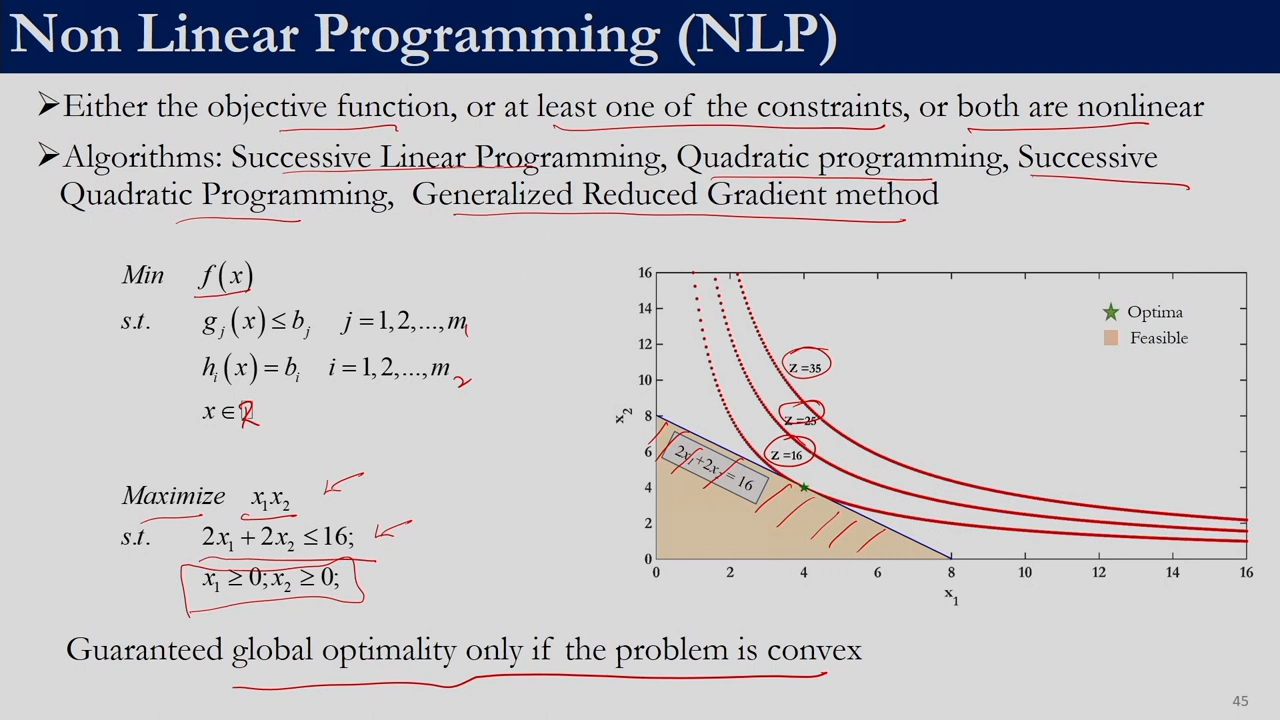 Non Linear Programming (NLP)
➢Either the objective function, or at least one of the constraints, or both are nonlinear
➢Algorithms: Successive Linear Programming, Quadratic programming, Successive
Quadratic Programming, Generalized Reduced Gradient method
Min f(x)
s.t. g_j(x) ≤ b_j j = 1,2,...,m_1
h_i(x) = b_i i = 1,2,...,m_2
x ∈ R
Maximize x₁x₂
s.t. 2x₁ + 2x₂ ≤ 16;
x₁ ≥ 0; x₂ ≥ 0;
16
14
12
10
8
6
4
2
0
x₂
Optima
Feasible
Z =35
Z =25
Z =16
2x₁+2x₂ = 16
0 2 4 6 8 10 12 14 16
x₁
Guaranteed global optimality only if the problem is convex
45